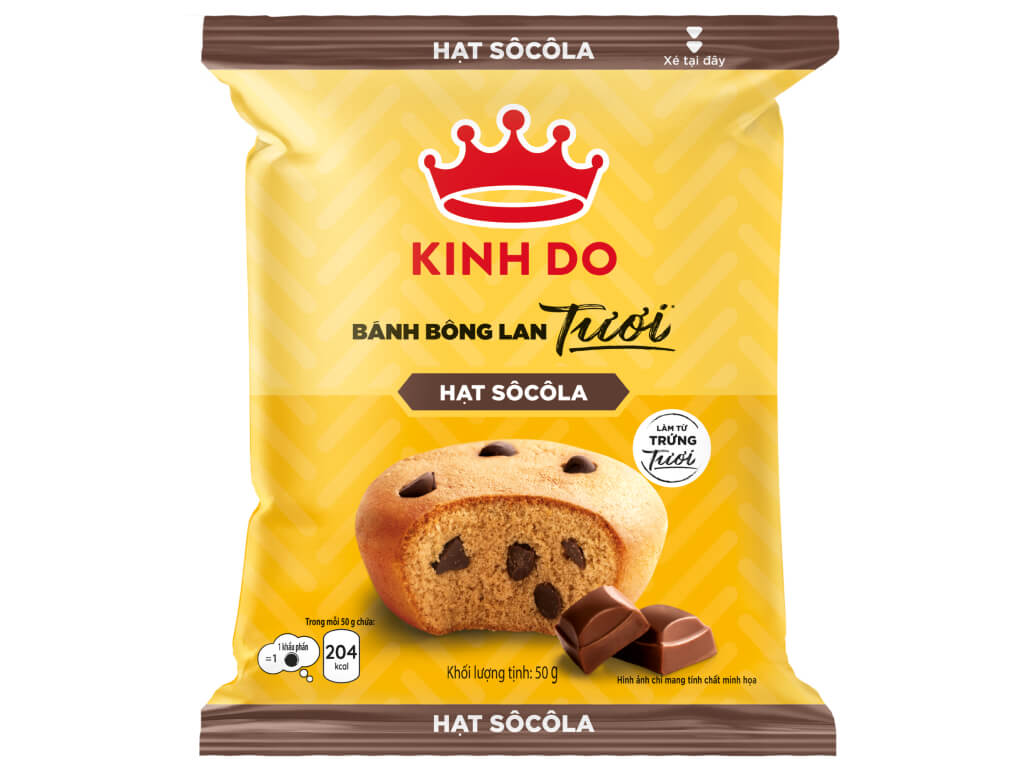 HẠT SÔCÔLA
Xé tại đây
KINH DO
BÁNH BÔNG LAN Tươi
HẠT SÔCÔLA
LÀM TỪ
TRỨNG
Tươi
Trong mỗi 50 g chứa:
1 khẩu phần
=1
204
kcal
Khối lượng tịnh: 50 g
Hình ảnh chỉ mang tính chất minh họa
HẠT SÔCÔLA